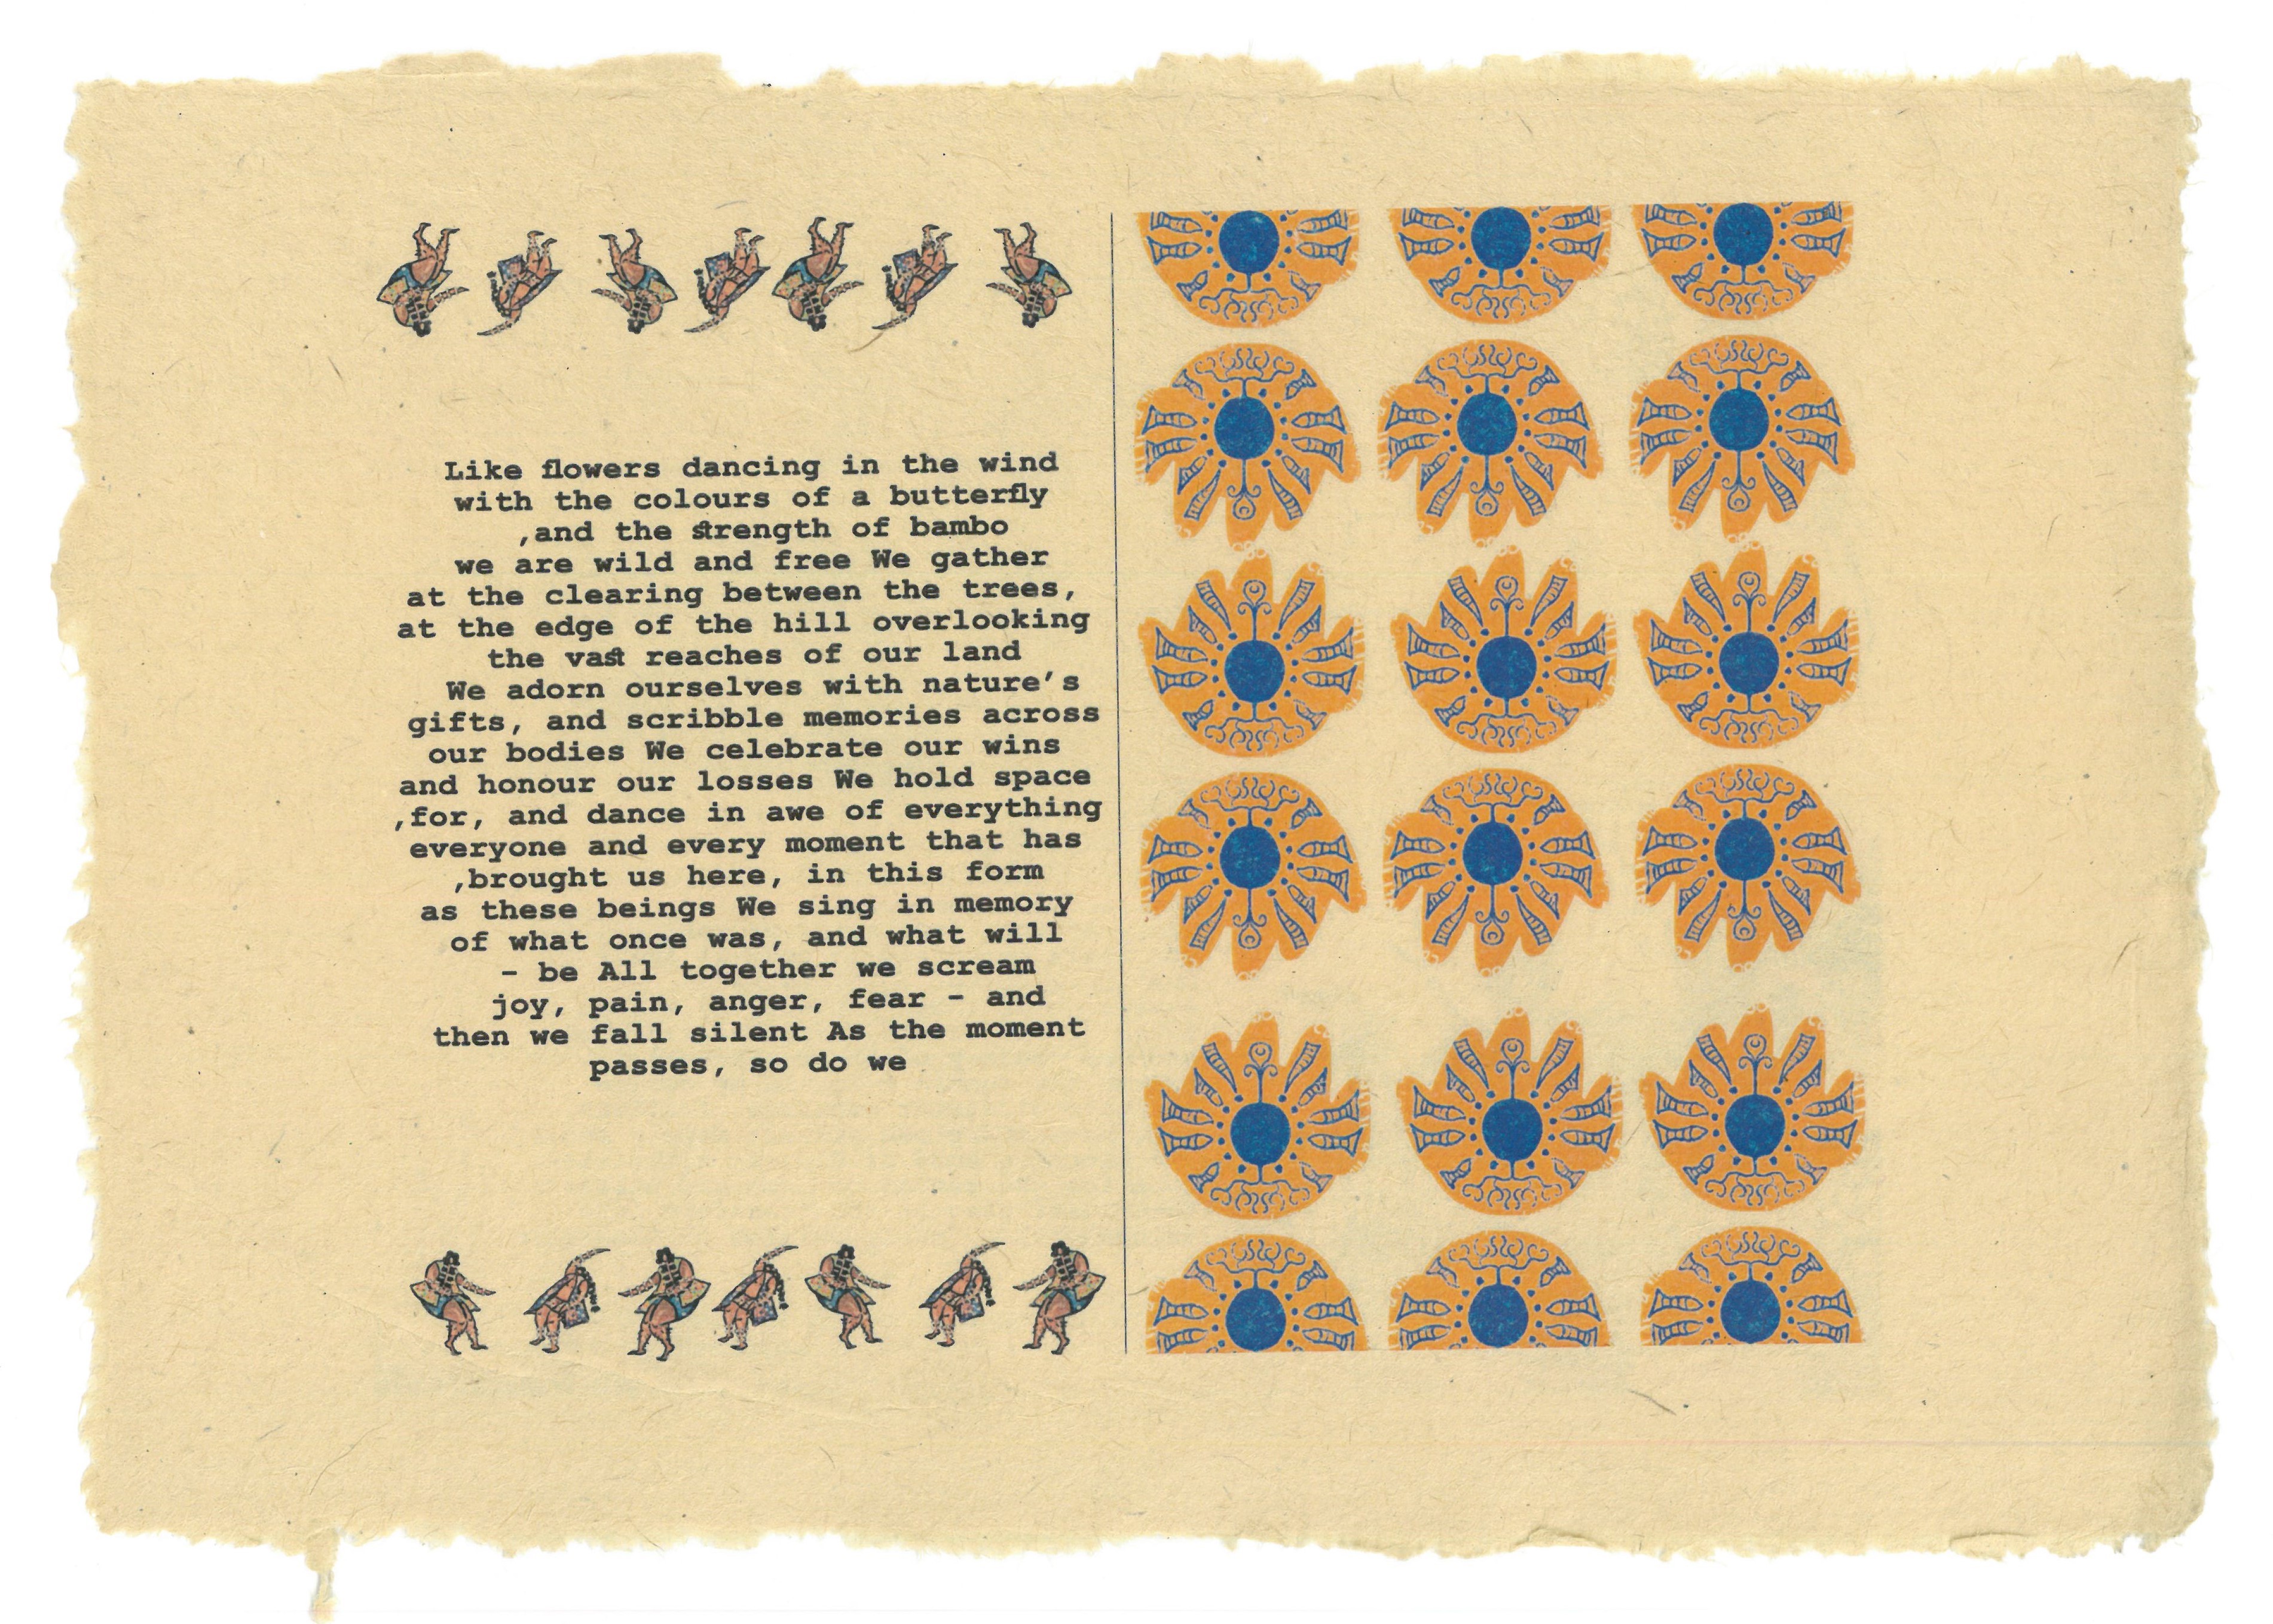 Like flowers dancing in the wind
with the colours of a butterfly
,and the strength of bambo
we are wild and free We gather
at the clearing between the trees,
at the edge of the hill overlooking
the vast reaches of our land
We adorn ourselves with nature's
gifts, and scribble memories across
our bodies We celebrate our wins
and honour our losses We hold space
,for, and dance in awe of everything
everyone and every moment that has
,brought us here, in this form
as these beings We sing in memory
of what once was, and what will
- be All together we scream
joy, pain, anger, fear - and
then we fall silent As the moment
passes, so do we